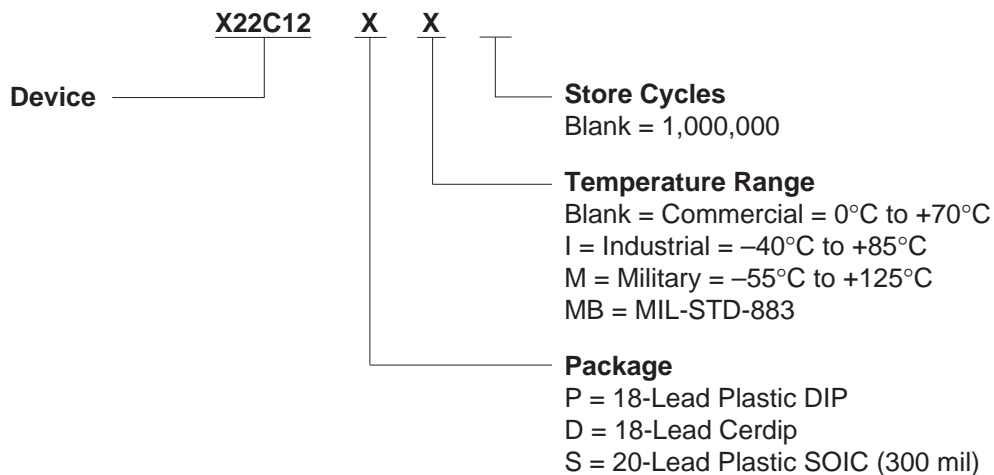 X22C12 X X
Device
Store Cycles
Blank = 1,000,000
Temperature Range
Blank = Commercial = 0°C to +70°C
I = Industrial = –40°C to +85°C
M = Military = –55°C to +125°C
MB = MIL-STD-883
Package
P = 18-Lead Plastic DIP
D = 18-Lead Cerdip
S = 20-Lead Plastic SOIC (300 mil)